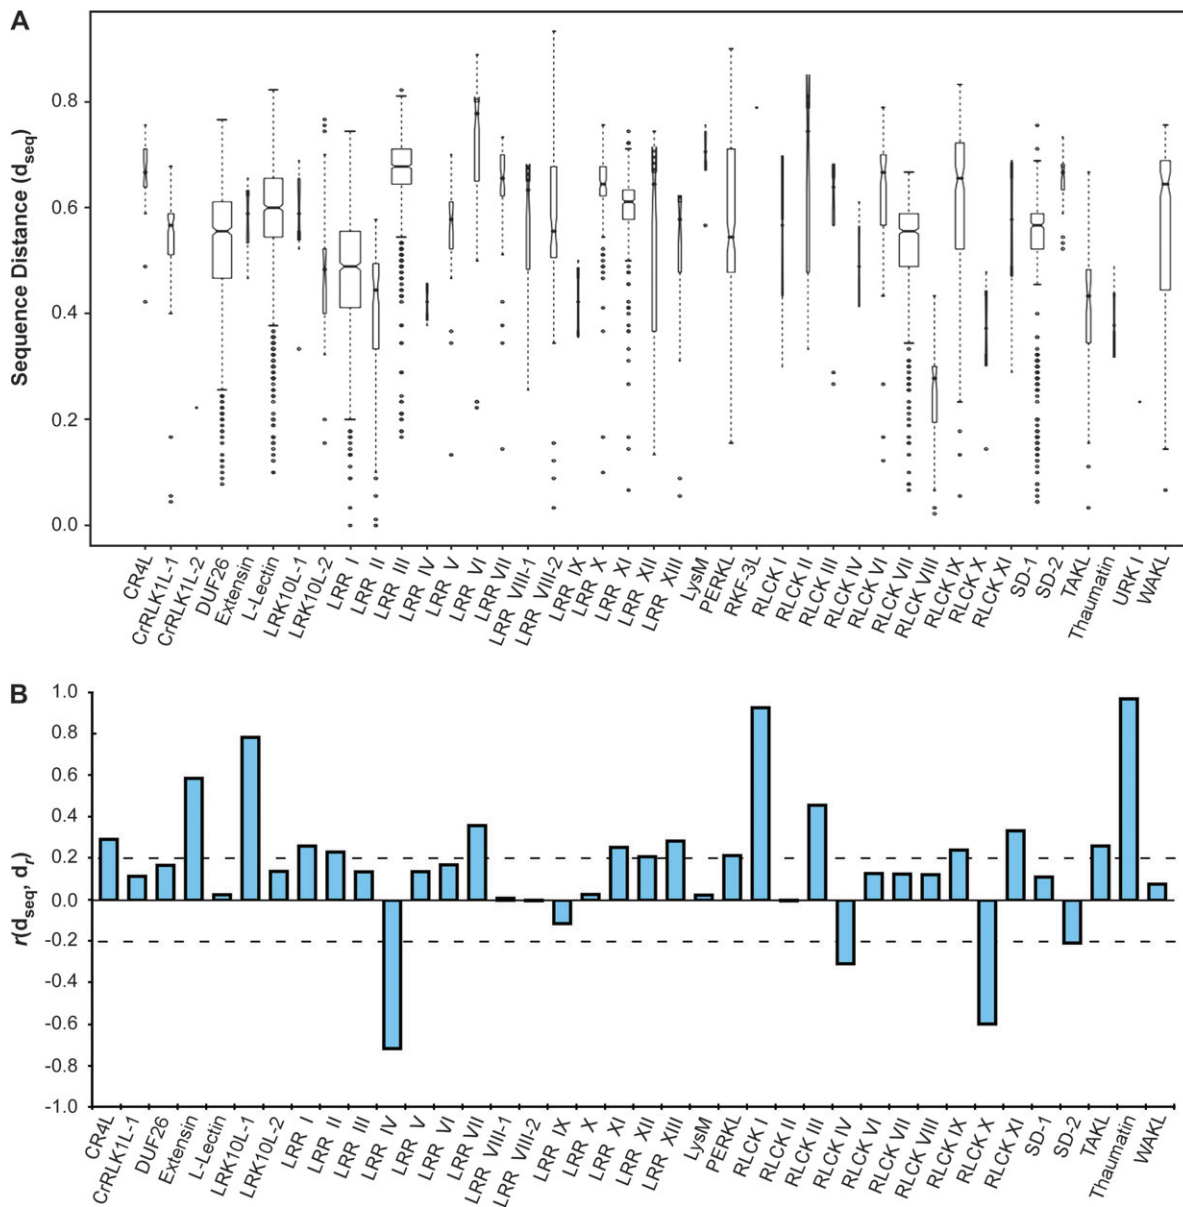 A
Sequence Distance (d_seq)
0.8
0.6
0.4
0.2
0.0
CR4L
CrRLK1L-1
CrRLK1L-2
DUF26
Extensin
L-Lectin
LRK10L-1
LRK10L-2
LRR I
LRR II
LRR III
LRR IV
LRR V
LRR VI
LRR VII
LRR VIII-1
LRR VIII-2
LRR IX
LRR X
LRR XI
LRR XII
LRR XIII
LysM
PERKL
RKF-3L
RLCK I
RLCK II
RLCK III
RLCK IV
RLCK VI
RLCK VII
RLCK VIII
RLCK IX
RLCK X
RLCK XI
SD-1
SD-2
TAKL
Thaumatin
URK I
WAKL
B
r(d_seq, d_r)
1.0
0.8
0.6
0.4
0.2
0.0
-0.2
-0.4
-0.6
-0.8
-1.0
CR4L
CrRLK1L-1
DUF26
Extensin
L-Lectin
LRK10L-1
LRK10L-2
LRR I
LRR II
LRR III
LRR IV
LRR V
LRR VI
LRR VII
LRR VIII-1
LRR VIII-2
LRR IX
LRR X
LRR XI
LRR XII
LRR XIII
LysM
PERKL
RLCK I
RLCK II
RLCK III
RLCK IV
RLCK VI
RLCK VII
RLCK VIII
RLCK IX
RLCK X
RLCK XI
SD-1
SD-2
TAKL
Thaumatin
WAKL